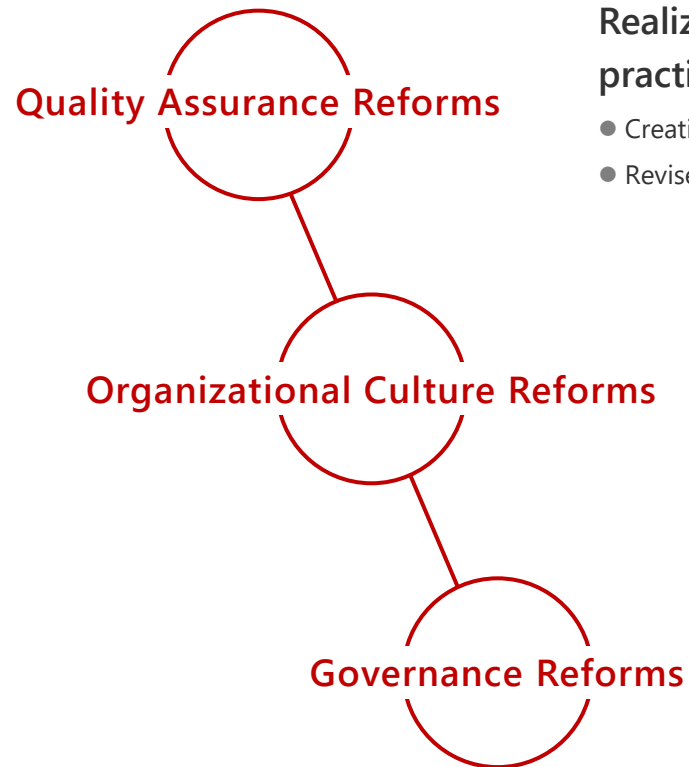 Quality Assurance Reforms
Organizational Culture Reforms
Governance Reforms